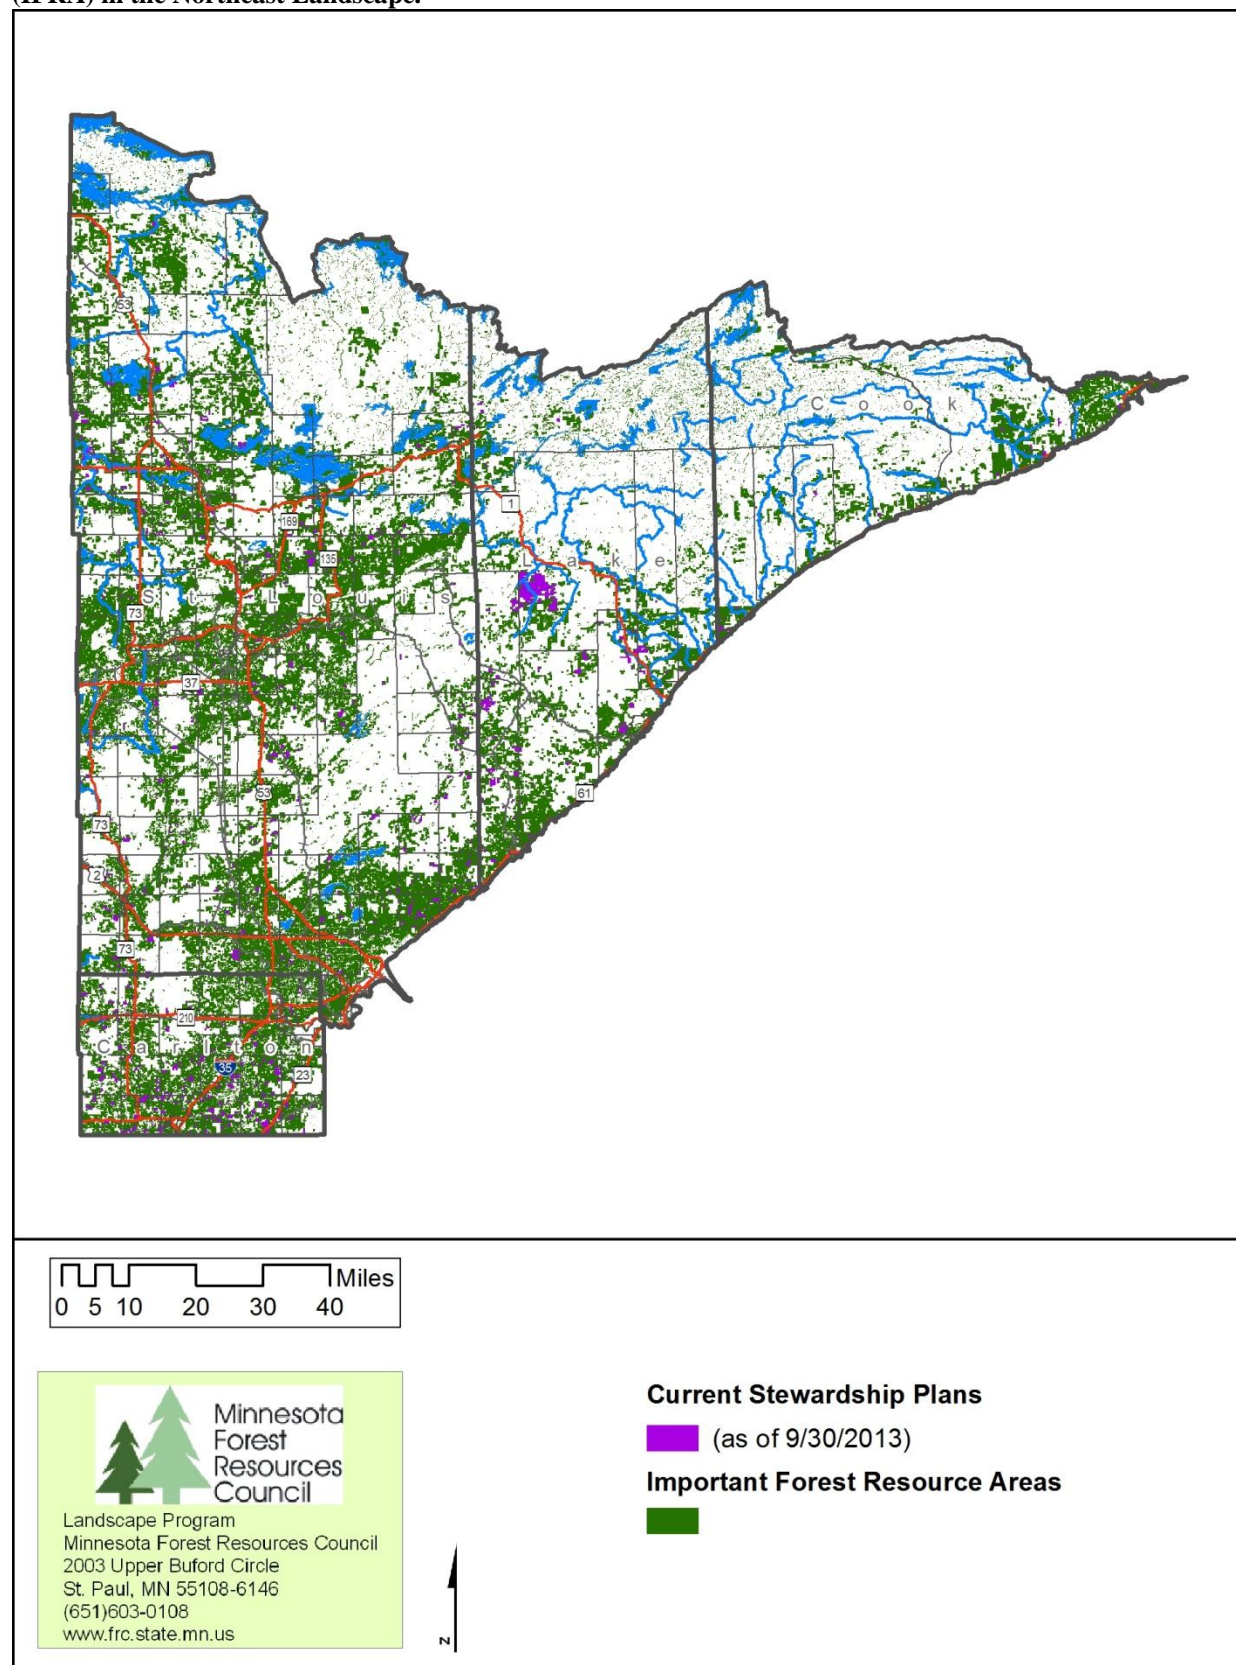 (IFRA) in the Northeast Landscape.
53
Cook
1
169
135
Lake
St Louis
73
37
53
61
73
2
73
210
Carlton
35
23
Miles
0 5 10 20 30 40
Minnesota
Forest
Resources
Council
Landscape Program
Minnesota Forest Resources Council
2003 Upper Buford Circle
St. Paul, MN 55108-6146
(651)603-0108
www.frc.state.mn.us
N
Current Stewardship Plans
(as of 9/30/2013)
Important Forest Resource Areas